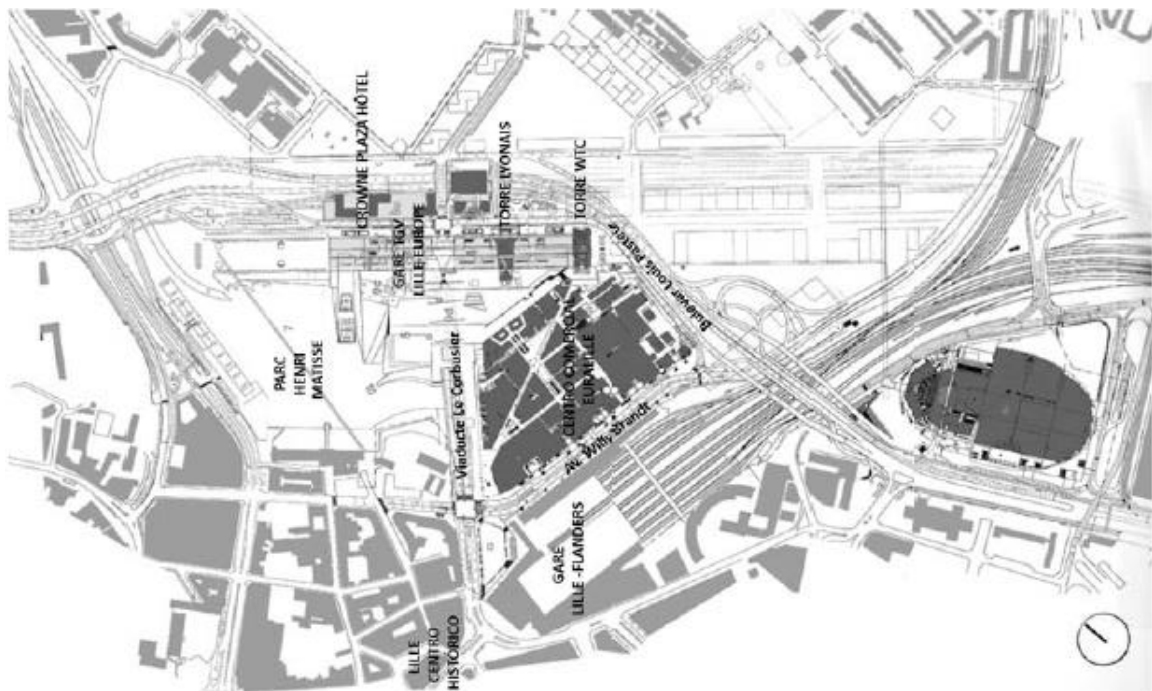 CROWNE PLAZA HÔTEL
GARE TGV
LILLE EUROPE
TORRE LYONAIS
TORRE WTC
Bulevar Louis Pasteur
PARC
HENRI
MATISSE
Viaducte Le Corbusier
CENTRO COMERCIAL
EURALILLE
Av. Willy Brandt
GARE
LILLE -FLANDERS
LILLE
CENTRO
HISTÓRICO